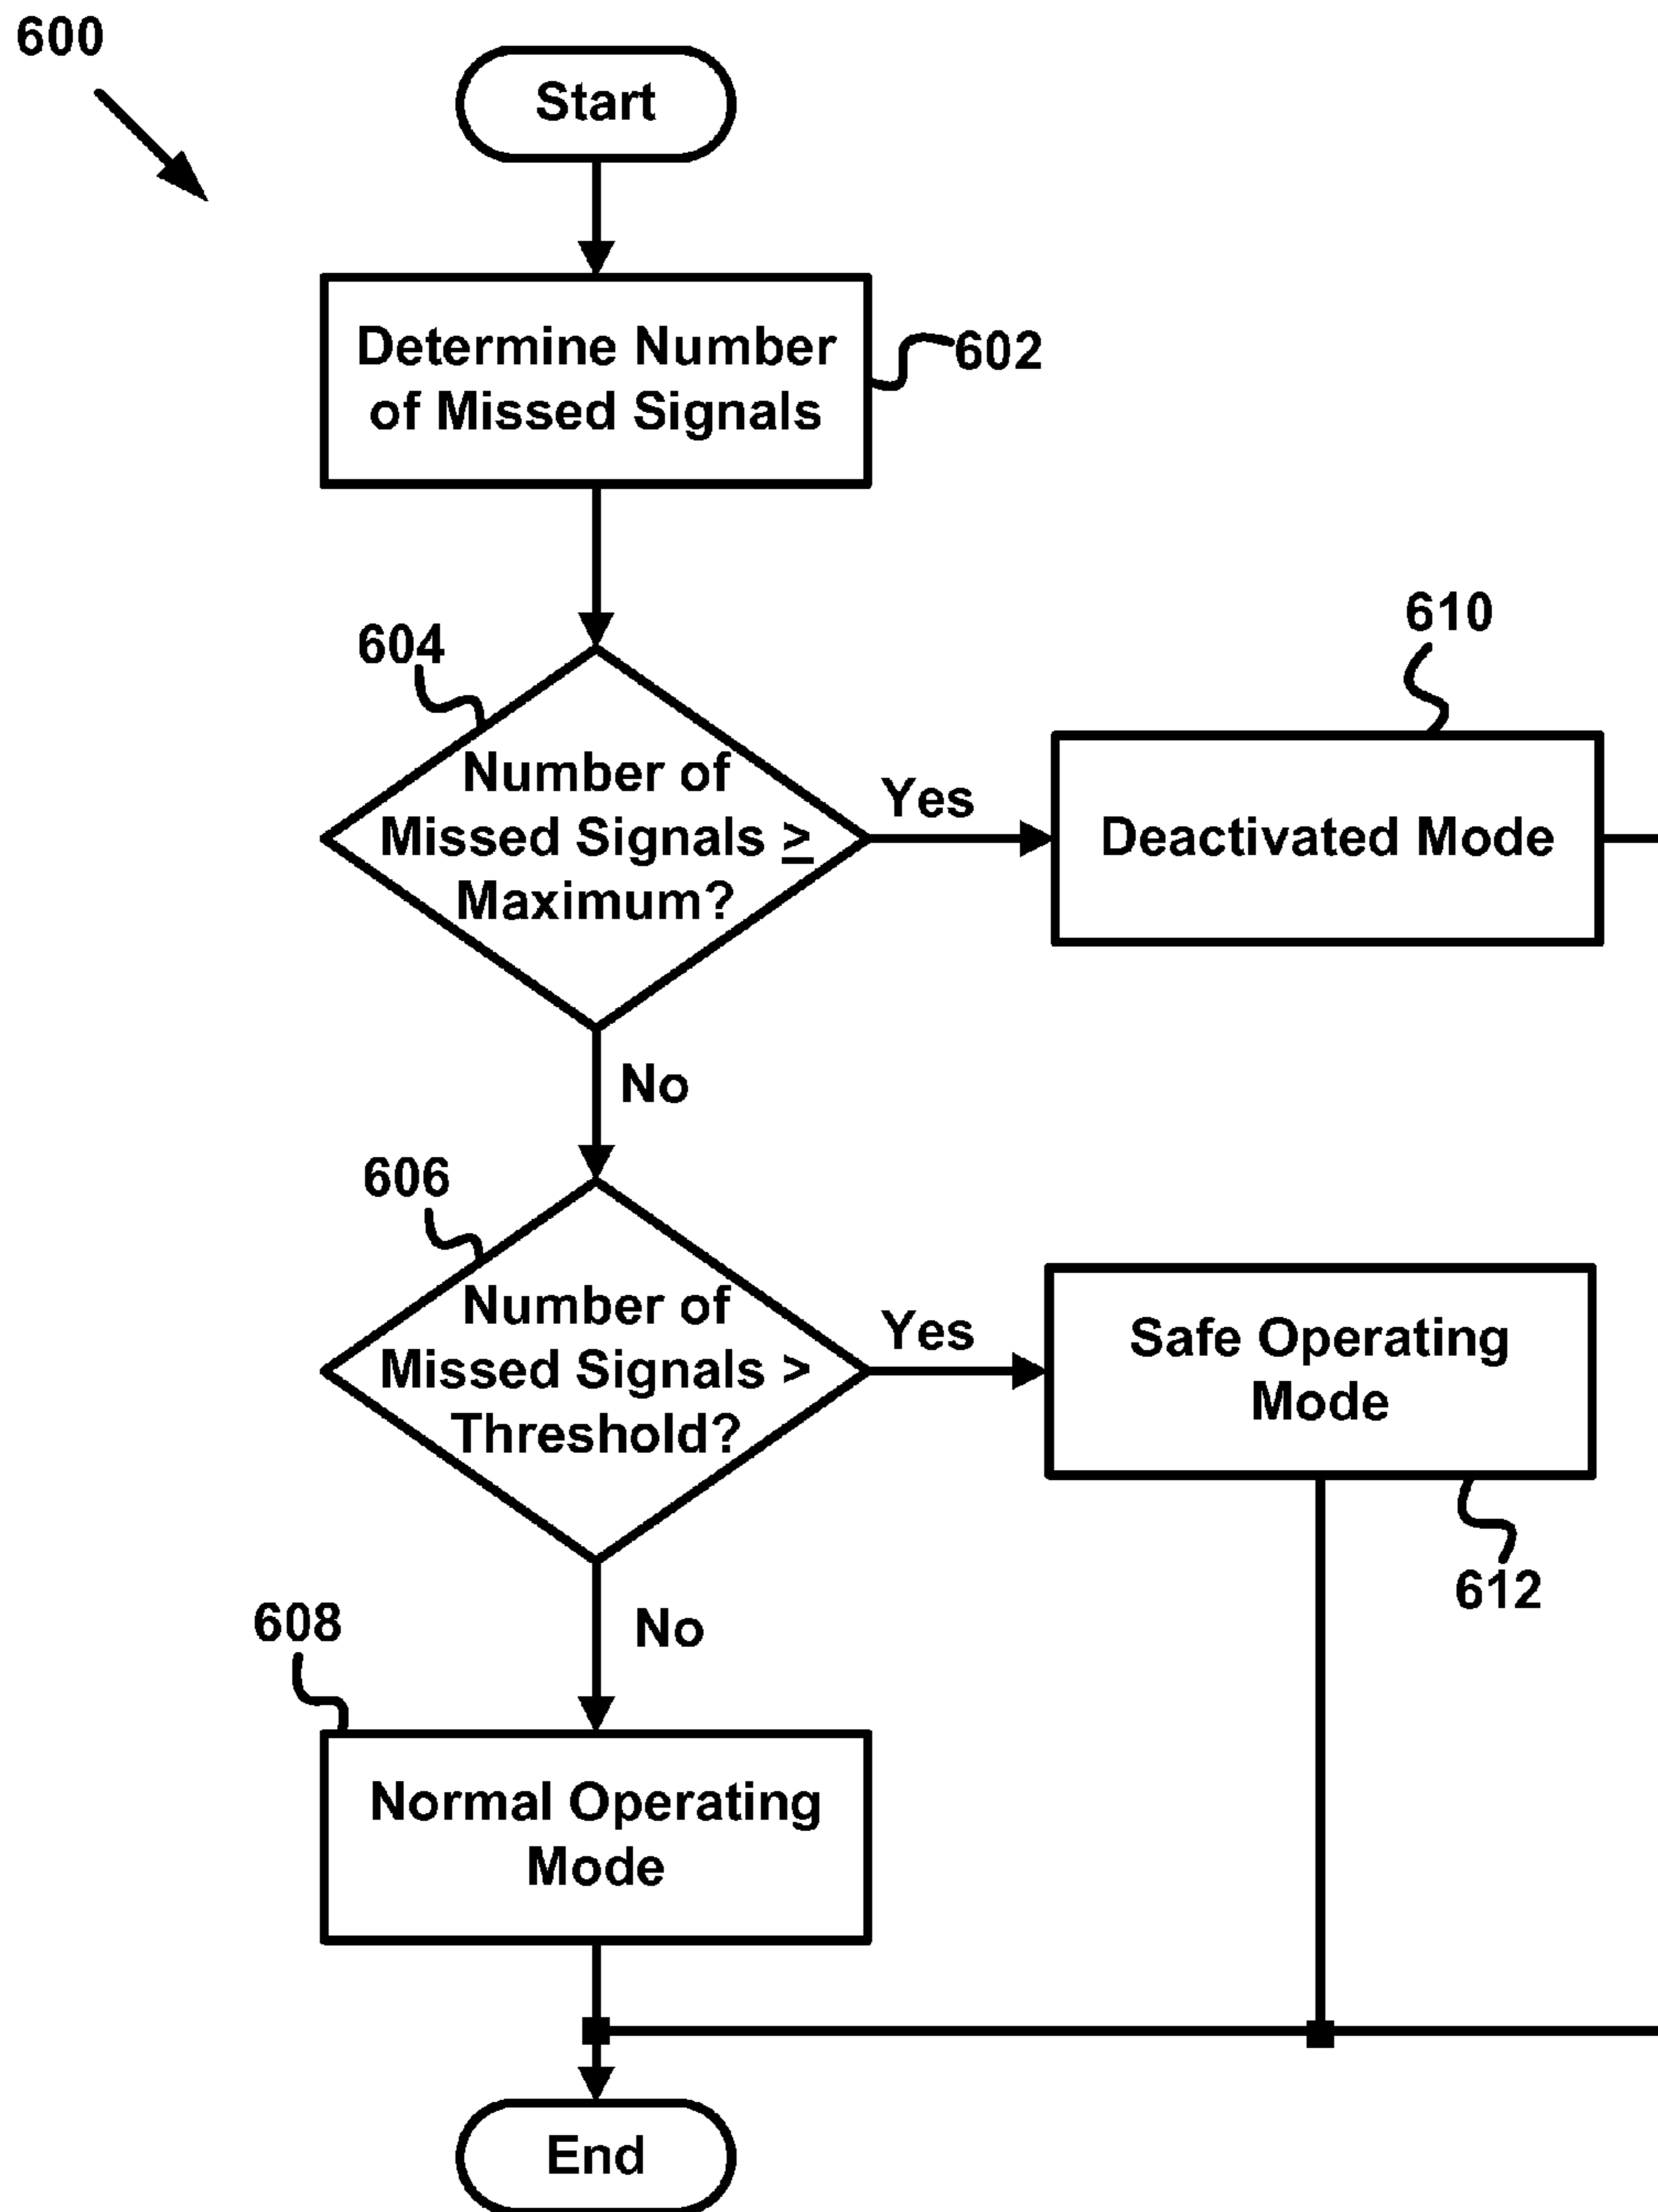 600
Start
Determine Number
of Missed Signals
602
604
Number of
Missed Signals ≥
Maximum?
Yes
610
Deactivated Mode
No
606
Number of
Missed Signals >
Threshold?
Yes
Safe Operating
Mode
612
No
608
Normal Operating
Mode
End